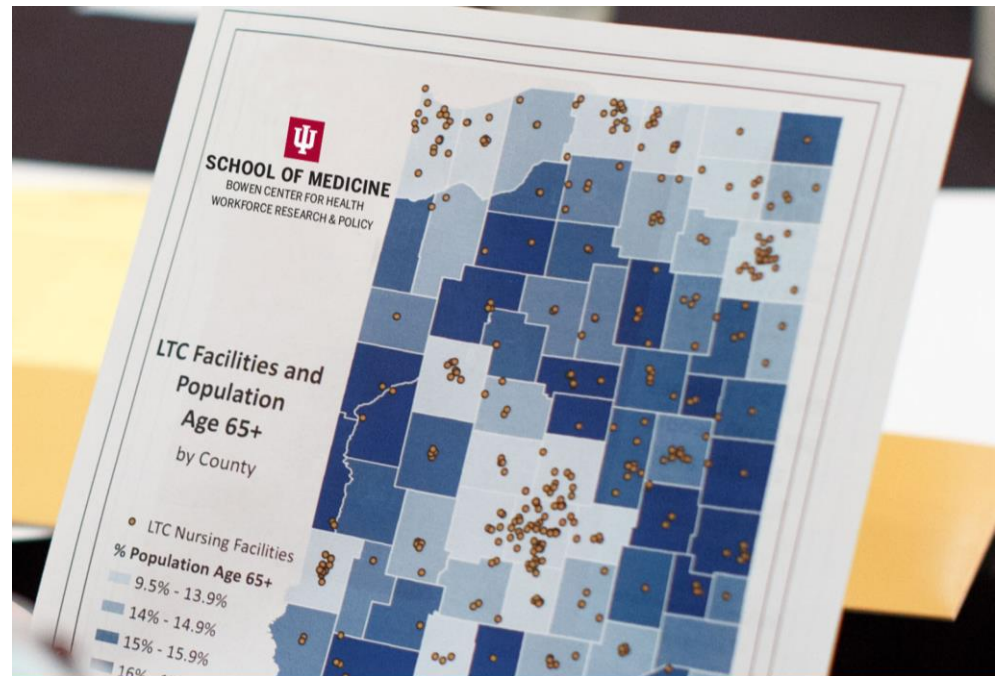 SCHOOL OF MEDICINE
BOWEN CENTER FOR HEALTH
WORKFORCE RESEARCH & POLICY
LTC Facilities and
Population
Age 65+
by County
LTC Nursing Facilities
% Population Age 65+
9.5% - 13.9%
14% - 14.9%
15% - 15.9%